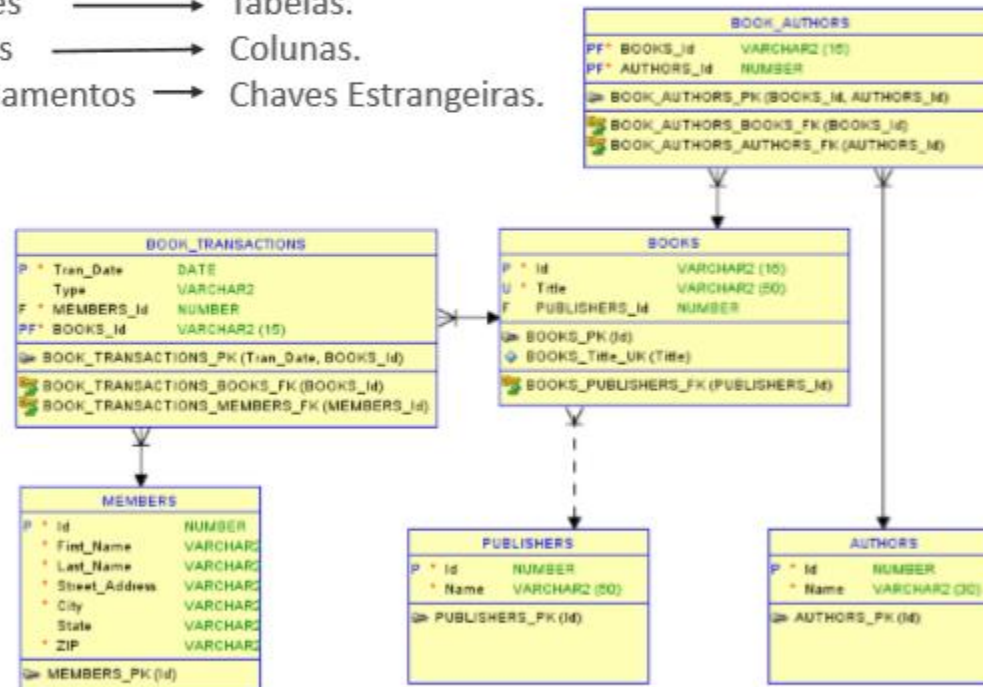 es → Tabelas.
s → Colunas.
amentos → Chaves Estrangeiras.
BOOK_AUTHORS
PF* BOOKS_Id VARCHAR2 (15)
PF* AUTHORS_Id NUMBER
BOOK_AUTHORS_PK (BOOKS_Id, AUTHORS_Id)
BOOK_AUTHORS_BOOKS_FK (BOOKS_Id)
BOOK_AUTHORS_AUTHORS_FK (AUTHORS_Id)
BOOK_TRANSACTIONS
P * Tran_Date DATE
Type VARCHAR2
F * MEMBERS_Id NUMBER
PF* BOOKS_Id VARCHAR2 (15)
BOOK_TRANSACTIONS_PK (Tran_Date, BOOKS_Id)
BOOK_TRANSACTIONS_BOOKS_FK (BOOKS_Id)
BOOK_TRANSACTIONS_MEMBERS_FK (MEMBERS_Id)
BOOKS
P * Id VARCHAR2 (15)
U * Title VARCHAR2 (50)
F PUBLISHERS_Id NUMBER
BOOKS_PK (Id)
BOOKS_Title_UK (Title)
BOOKS_PUBLISHERS_FK (PUBLISHERS_Id)
MEMBERS
P * Id NUMBER
* First_Name VARCHAR2
* Last_Name VARCHAR2
* Street_Address VARCHAR2
* City VARCHAR2
State VARCHAR2
* ZIP VARCHAR2
MEMBERS_PK (Id)
PUBLISHERS
P * Id NUMBER
* Name VARCHAR2 (50)
PUBLISHERS_PK (Id)
AUTHORS
P * Id NUMBER
* Name VARCHAR2 (30)
AUTHORS_PK (Id)